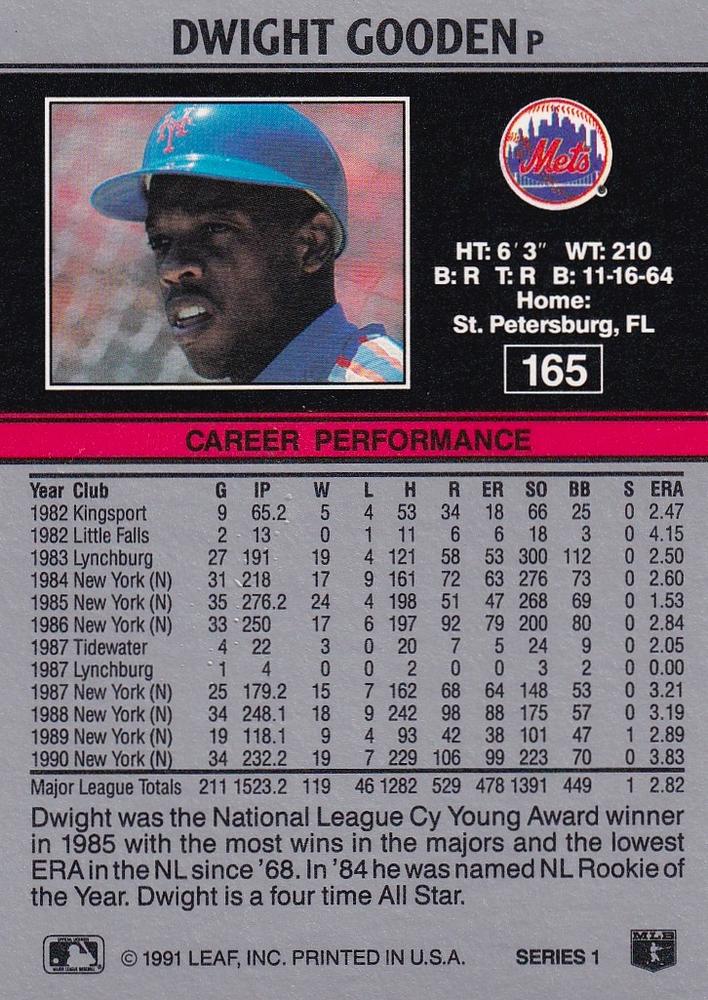 DWIGHT GOODEN P
NY
Mets
HT: 6'3" WT: 210
B: R T: R B: 11-16-64
Home:
St. Petersburg, FL
165
CAREER PERFORMANCE
Year Club G IP W L H R ER SO BB S ERA
1982 Kingsport 9 65.2 5 4 53 34 18 66 25 0 2.47
1982 Little Falls 2 13 0 1 11 6 6 18 3 0 4.15
1983 Lynchburg 27 191 19 4 121 58 53 300 112 0 2.50
1984 New York (N) 31 218 17 9 161 72 63 276 73 0 2.60
1985 New York (N) 35 276.2 24 4 198 51 47 268 69 0 1.53
1986 New York (N) 33 250 17 6 197 92 79 200 80 0 2.84
1987 Tidewater 4 22 3 0 20 7 5 24 9 0 2.05
1987 Lynchburg 1 4 0 0 2 0 0 3 2 0 0.00
1987 New York (N) 25 179.2 15 7 162 68 64 148 53 0 3.21
1988 New York (N) 34 248.1 18 9 242 98 88 175 57 0 3.19
1989 New York (N) 19 118.1 9 4 93 42 38 101 47 1 2.89
1990 New York (N) 34 232.2 19 7 229 106 99 223 70 0 3.83
Major League Totals 211 1523.2 119 46 1282 529 478 1391 449 1 2.82
Dwight was the National League Cy Young Award winner
in 1985 with the most wins in the majors and the lowest
ERA in the NL since '68. In '84 he was named NL Rookie of
the Year. Dwight is a four time All Star.
© 1991 LEAF, INC. PRINTED IN U.S.A. SERIES 1
MLB